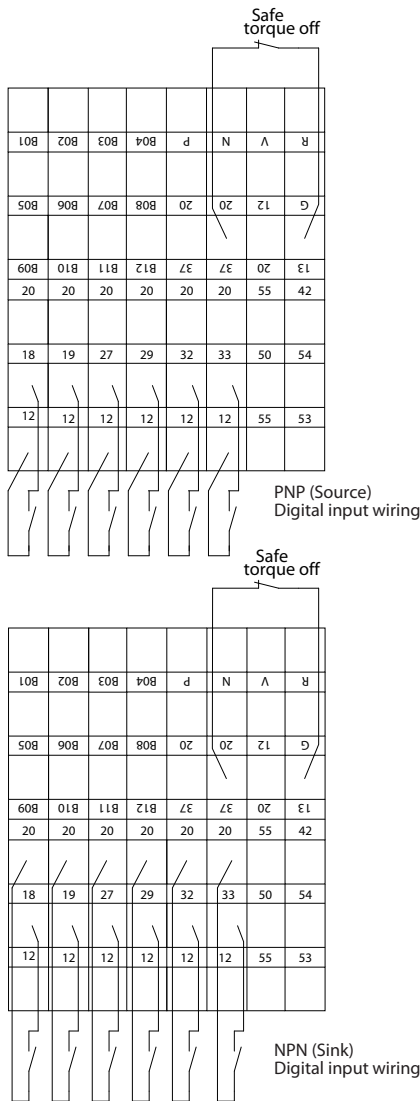 Safe
torque off
B01 B02 B03 B04 P N V R
B05 B06 B07 B08 20 20 12 G
B09 B10 B11 B12 37 37 20 13
20 20 20 20 20 20 55 42
18 19 27 29 32 33 50 54
12 12 12 12 12 12 55 53
PNP (Source)
Digital input wiring
Safe
torque off
B01 B02 B03 B04 P N V R
B05 B06 B07 B08 20 20 12 G
B09 B10 B11 B12 37 37 20 13
20 20 20 20 20 20 55 42
18 19 27 29 32 33 50 54
12 12 12 12 12 12 55 53
NPN (Sink)
Digital input wiring